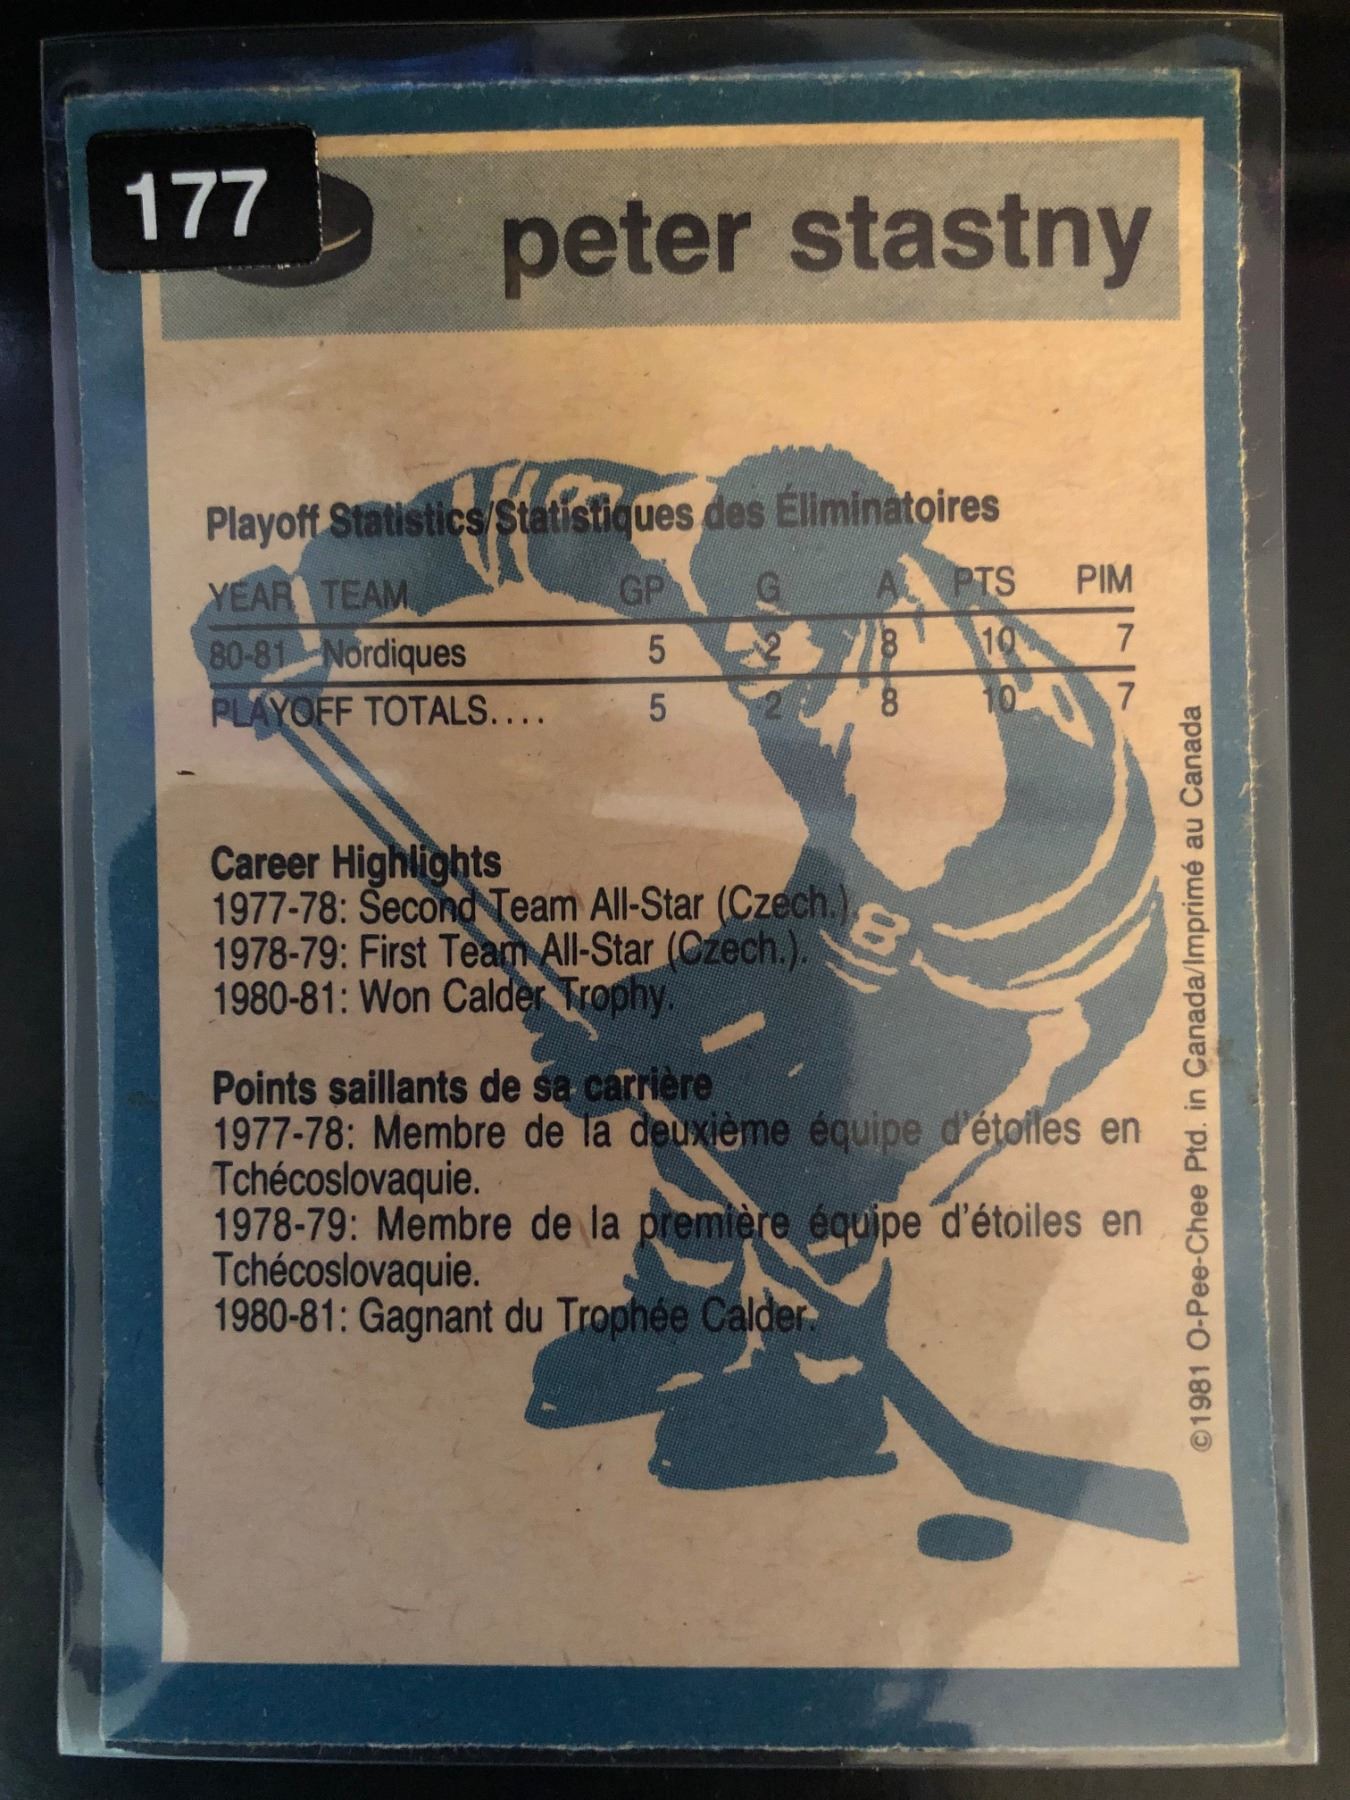 177
peter stastny
Playoff Statistics/Statistiques des Éliminatoires
YEAR TEAM GP G A PTS PIM
80-81 Nordiques 5 2 8 10 7
PLAYOFF TOTALS.... 5 2 8 10 7
Career Highlights
1977-78: Second Team All-Star (Czech.).
1978-79: First Team All-Star (Czech.).
1980-81: Won Calder Trophy.
Points saillants de sa carrière
1977-78: Membre de la deuxième équipe d'étoiles en
Tchécoslovaquie.
1978-79: Membre de la première équipe d'étoiles en
Tchécoslovaquie.
1980-81: Gagnant du Trophée Calder.
©1981 O-Pee-Chee Ptd. in Canada/Imprimé au Canada
8